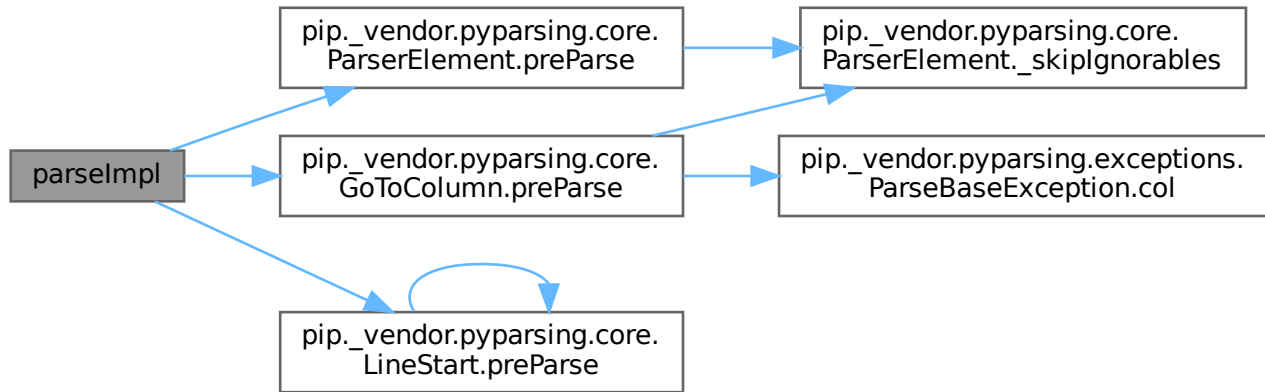 parseImpl
pip._vendor.pyparsing.core.
ParserElement.preParse
pip._vendor.pyparsing.core.
GoToColumn.preParse
pip._vendor.pyparsing.core.
LineStart.preParse
pip._vendor.pyparsing.core.
ParserElement._skipIgnorables
pip._vendor.pyparsing.exceptions.
ParseBaseException.col